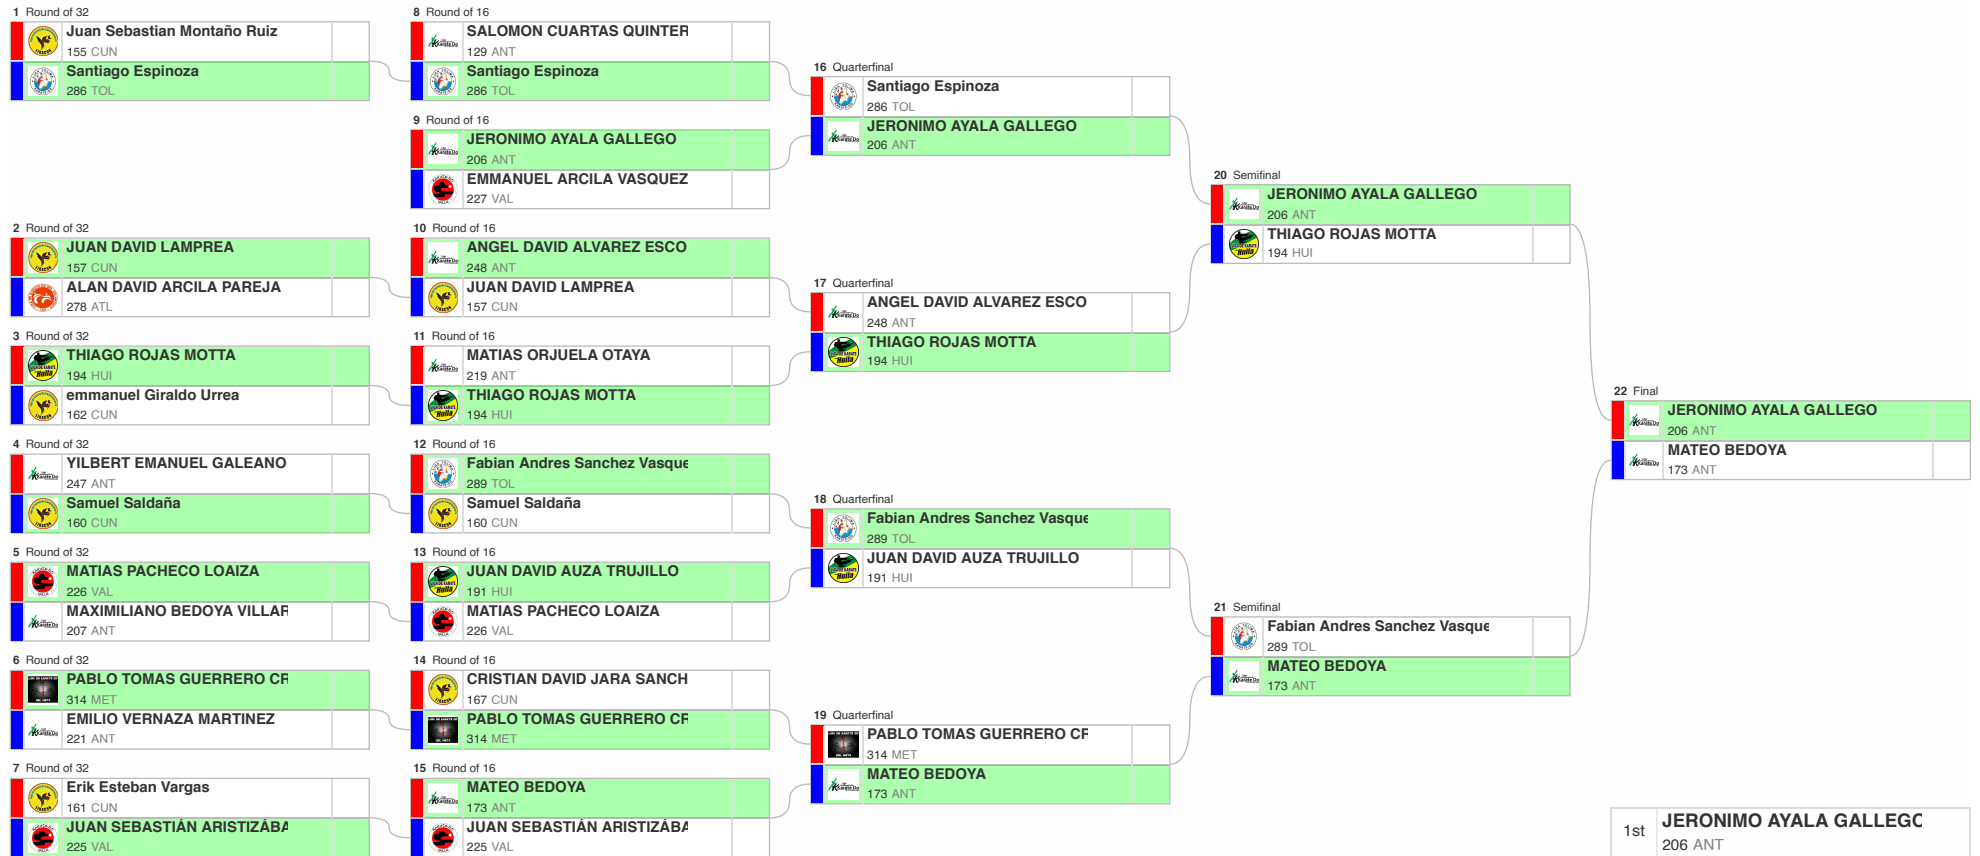 1 Round of 32
Juan Sebastian Montaño Ruiz
155 CUN
Santiago Espinoza
286 TOL
2 Round of 32
JUAN DAVID LAMPREA
157 CUN
ALAN DAVID ARCILA PAREJA
278 ATL
3 Round of 32
THIAGO ROJAS MOTTA
194 HUI
emmanuel Giraldo Urrea
162 CUN
4 Round of 32
YILBERT EMANUEL GALEANO
247 ANT
Samuel Saldaña
160 CUN
5 Round of 32
MATIAS PACHECO LOAIZA
226 VAL
MAXIMILIANO BEDOYA VILLAR
207 ANT
6 Round of 32
PABLO TOMAS GUERRERO CR
314 MET
EMILIO VERNAZA MARTINEZ
221 ANT
7 Round of 32
Erik Esteban Vargas
161 CUN
JUAN SEBASTIÁN ARISTIZÁBA
225 VAL
8 Round of 16
SALOMON CUARTAS QUINTER
129 ANT
Santiago Espinoza
286 TOL
9 Round of 16
JERONIMO AYALA GALLEGO
206 ANT
EMMANUEL ARCILA VASQUEZ
227 VAL
10 Round of 16
ANGEL DAVID ALVAREZ ESCO
248 ANT
JUAN DAVID LAMPREA
157 CUN
11 Round of 16
MATIAS ORJUELA OTAYA
219 ANT
THIAGO ROJAS MOTTA
194 HUI
12 Round of 16
Fabian Andres Sanchez Vasque
289 TOL
Samuel Saldaña
160 CUN
13 Round of 16
JUAN DAVID AUZA TRUJILLO
191 HUI
MATIAS PACHECO LOAIZA
226 VAL
14 Round of 16
CRISTIAN DAVID JARA SANCH
167 CUN
PABLO TOMAS GUERRERO CR
314 MET
15 Round of 16
MATEO BEDOYA
173 ANT
JUAN SEBASTIÁN ARISTIZÁBA
225 VAL
16 Quarterfinal
Santiago Espinoza
286 TOL
JERONIMO AYALA GALLEGO
206 ANT
17 Quarterfinal
ANGEL DAVID ALVAREZ ESCO
248 ANT
THIAGO ROJAS MOTTA
194 HUI
18 Quarterfinal
Fabian Andres Sanchez Vasque
289 TOL
JUAN DAVID AUZA TRUJILLO
191 HUI
19 Quarterfinal
PABLO TOMAS GUERRERO CR
314 MET
MATEO BEDOYA
173 ANT
20 Semifinal
JERONIMO AYALA GALLEGO
206 ANT
THIAGO ROJAS MOTTA
194 HUI
21 Semifinal
Fabian Andres Sanchez Vasque
289 TOL
MATEO BEDOYA
173 ANT
22 Final
JERONIMO AYALA GALLEGO
206 ANT
MATEO BEDOYA
173 ANT
1st JERONIMO AYALA GALLEGO
206 ANT